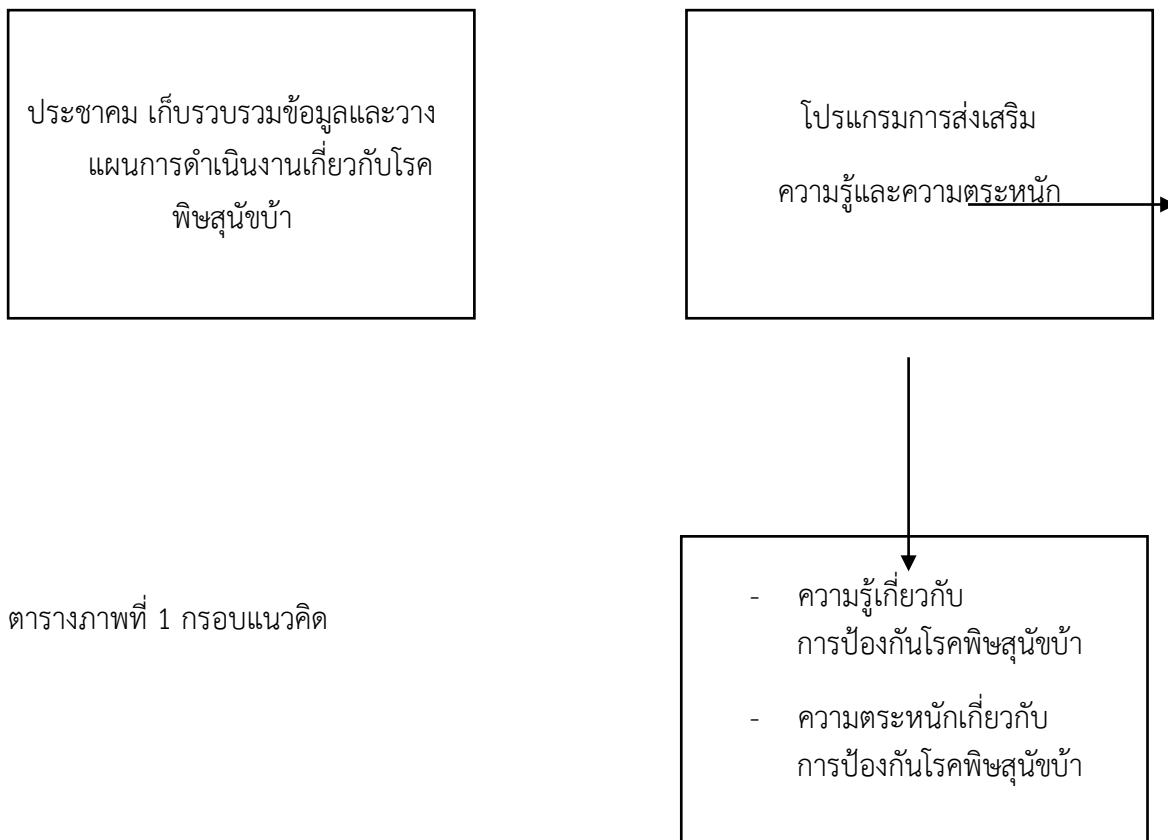 ประชาคม เก็บรวบรวมข้อมูลและวาง
แผนการดำเนินงานเกี่ยวกับโรค
พิษสุนัขบ้า
โปรแกรมการส่งเสริม
ความรู้และความตระหนัก
ตารางภาพที่ 1 กรอบแนวคิด
- ความรู้เกี่ยวกับ
การป้องกันโรคพิษสุนัขบ้า
- ความตระหนักเกี่ยวกับ
การป้องกันโรคพิษสุนัขบ้า